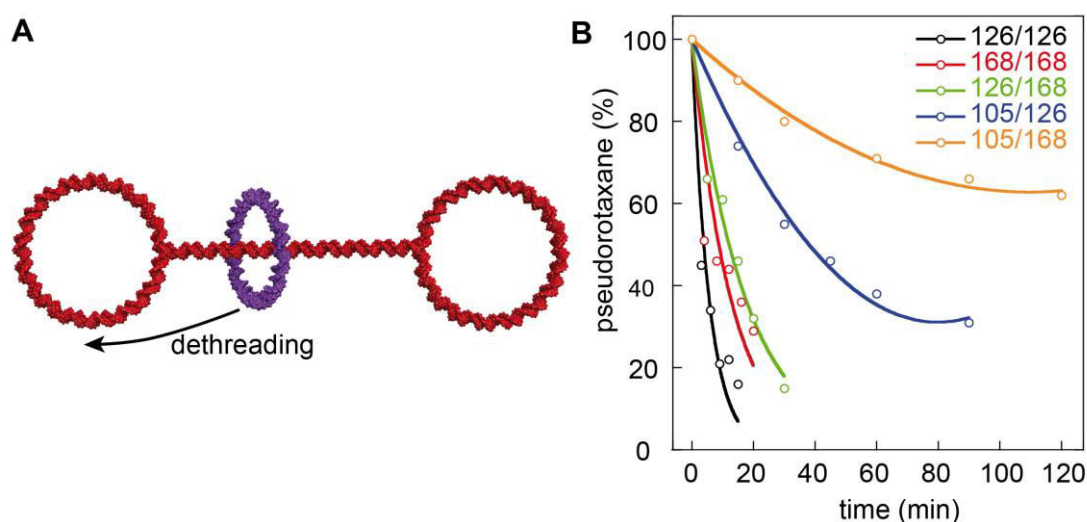 A
dethreading
B
pseudorotaxane (%)
100
80
60
40
20
0
126/126
168/168
126/168
105/126
105/168
0 20 40 60 80 100 120
time (min)